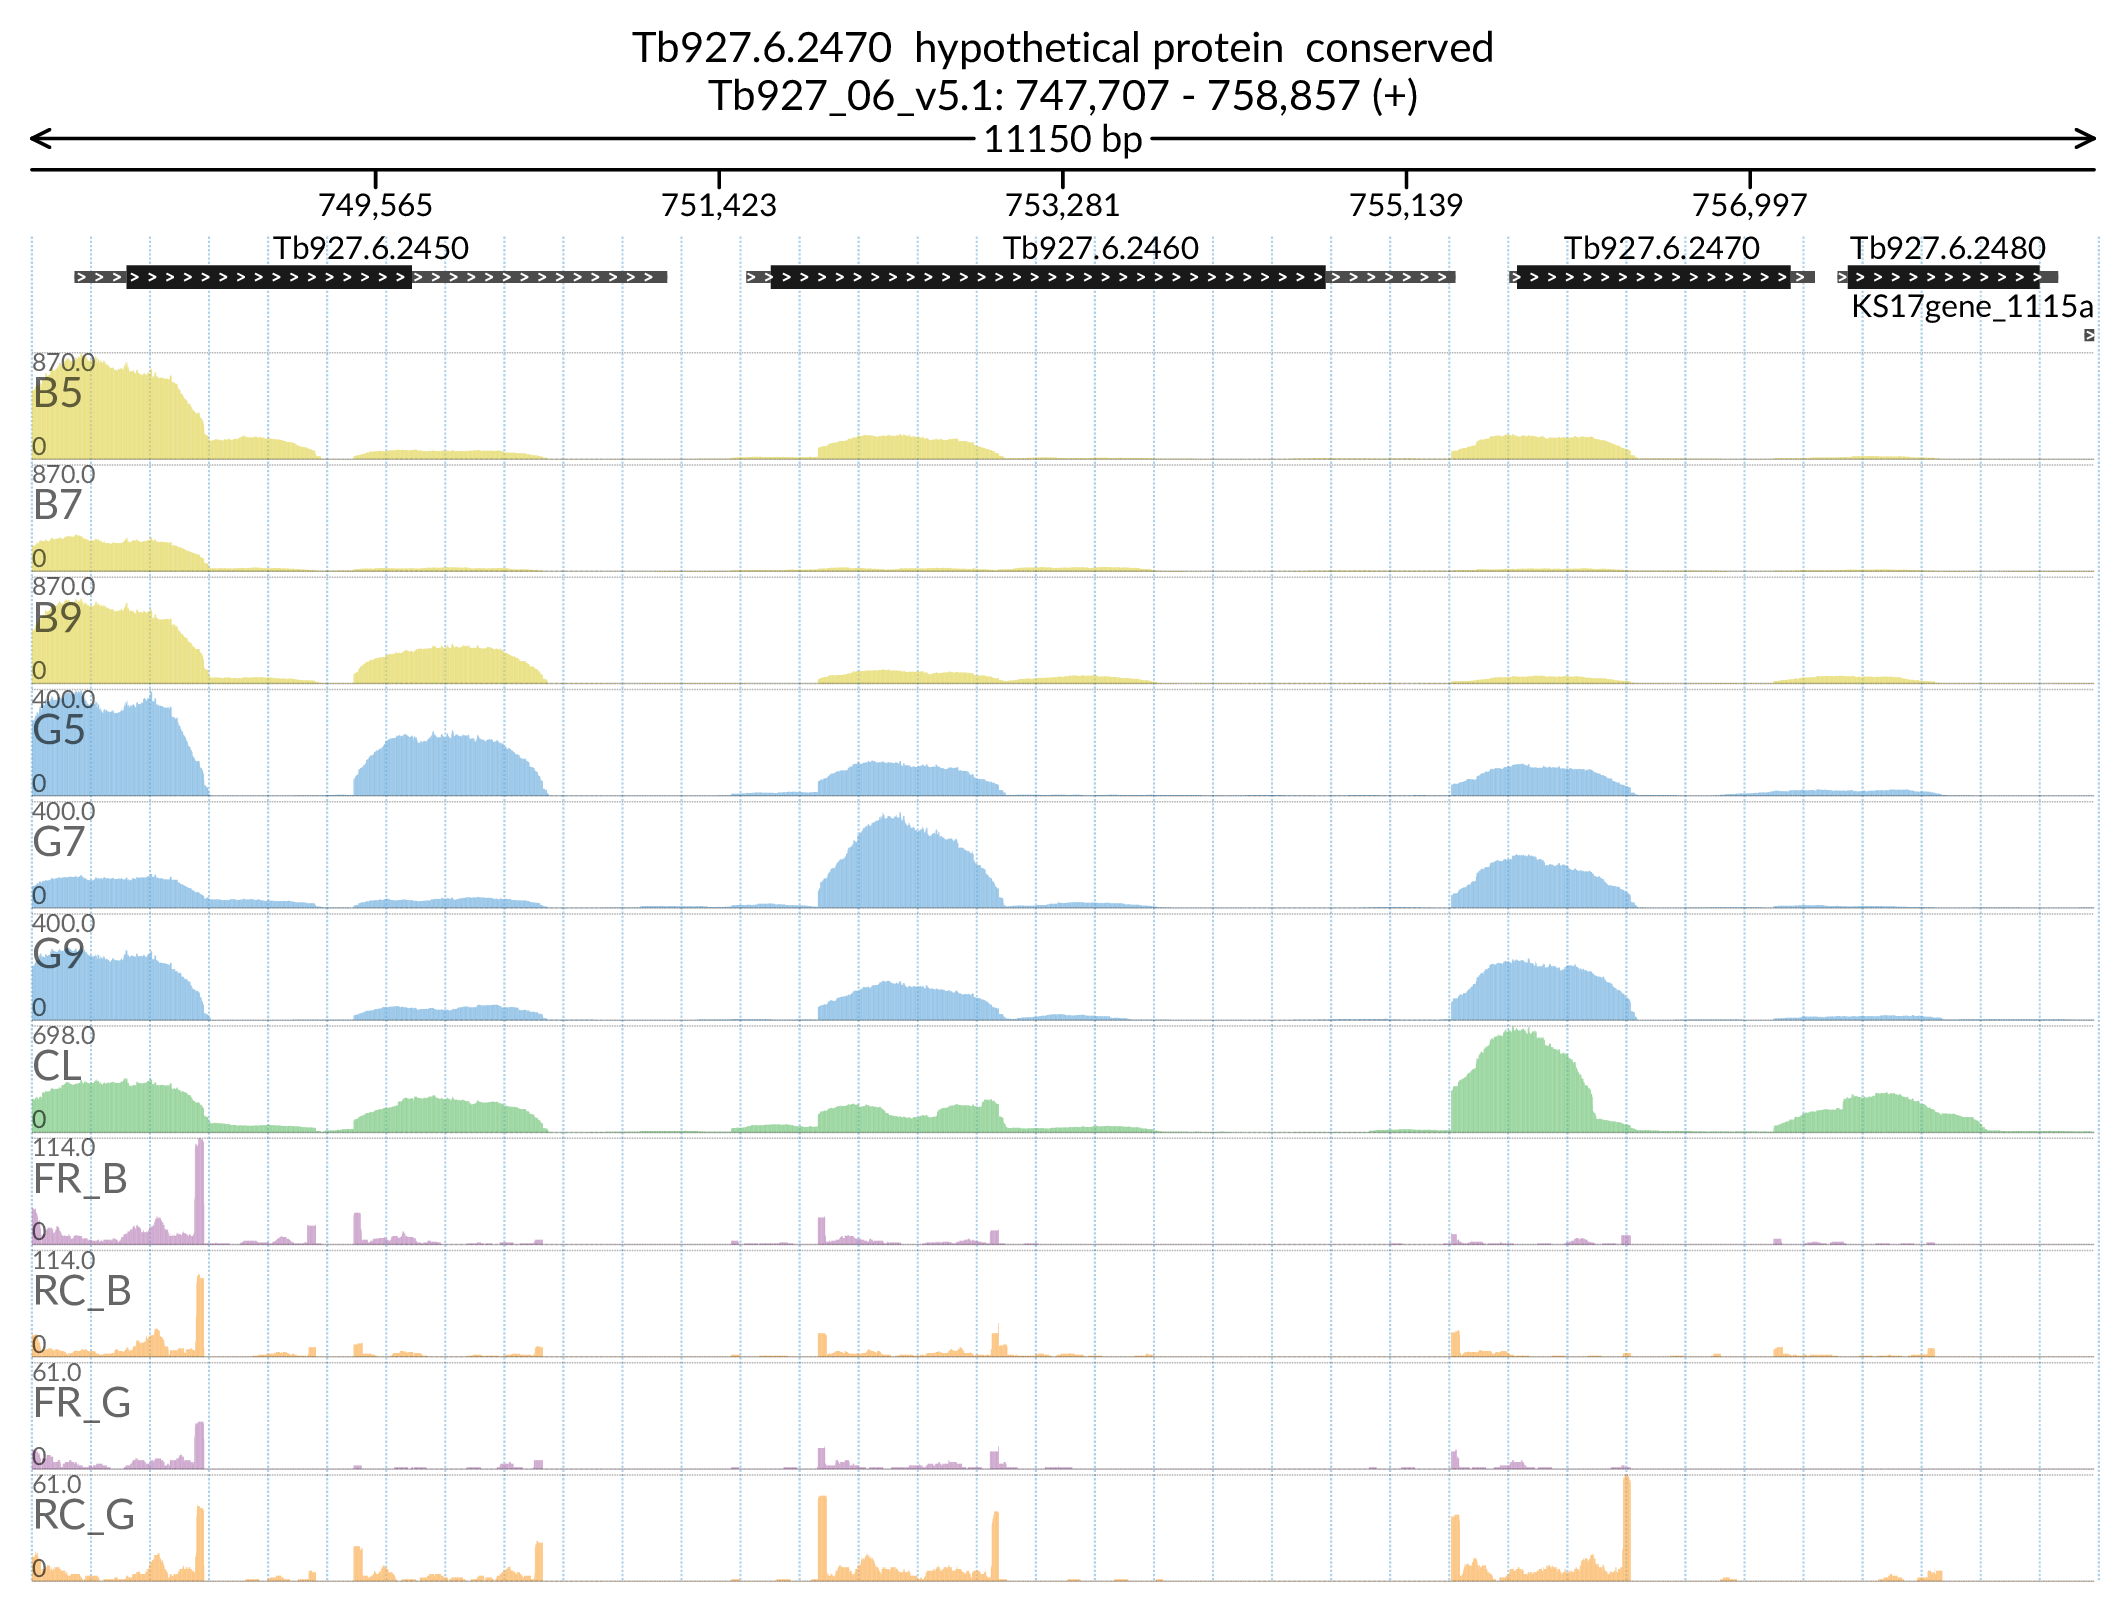 Tb927.6.2470 hypothetical protein conserved
Tb927_06_v5.1: 747,707 - 758,857 (+)
11150 bp
749,565 751,423 753,281 755,139 756,997
Tb927.6.2450 Tb927.6.2460 Tb927.6.2470 Tb927.6.2480
KS17gene_1115a
870.0
B5
0
870.0
B7
0
870.0
B9
0
400.0
G5
0
400.0
G7
0
400.0
G9
0
698.0
CL
0
114.0
FR_B
0
114.0
RC_B
0
61.0
FR_G
0
61.0
RC_G
0